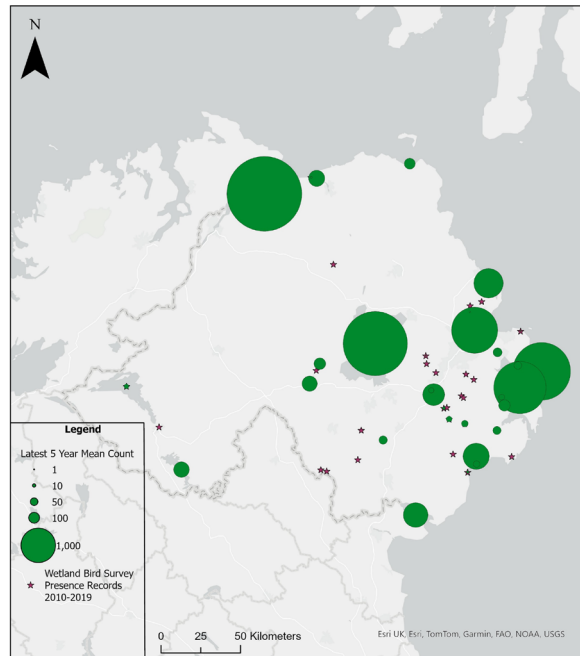 N
Legend
Latest 5 Year Mean Count
1
10
50
100
1,000
Wetland Bird Survey
Presence Records
2010-2019
0 25 50 Kilometers
Esri UK, Esri, TomTom, Garmin, FAO, NOAA, USGS